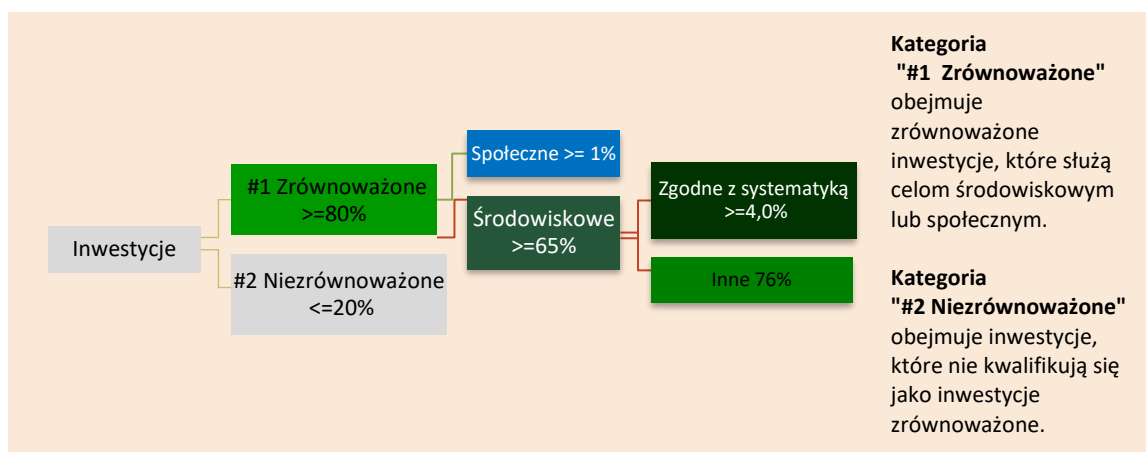 Inwestycje
#1 Zrównoważone
>=80%
#2 Niezrównoważone
<=20%
Społeczne >= 1%
Środowiskowe
>=65%
Zgodne z systematyką
>=4,0%
Inne 76%
Kategoria
"#1 Zrównoważone"
obejmuje
zrównoważone
inwestycje, które służą
celom środowiskowym
lub społecznym.
Kategoria
"#2 Niezrównoważone"
obejmuje inwestycje,
które nie kwalifikują się
jako inwestycje
zrównoważone.